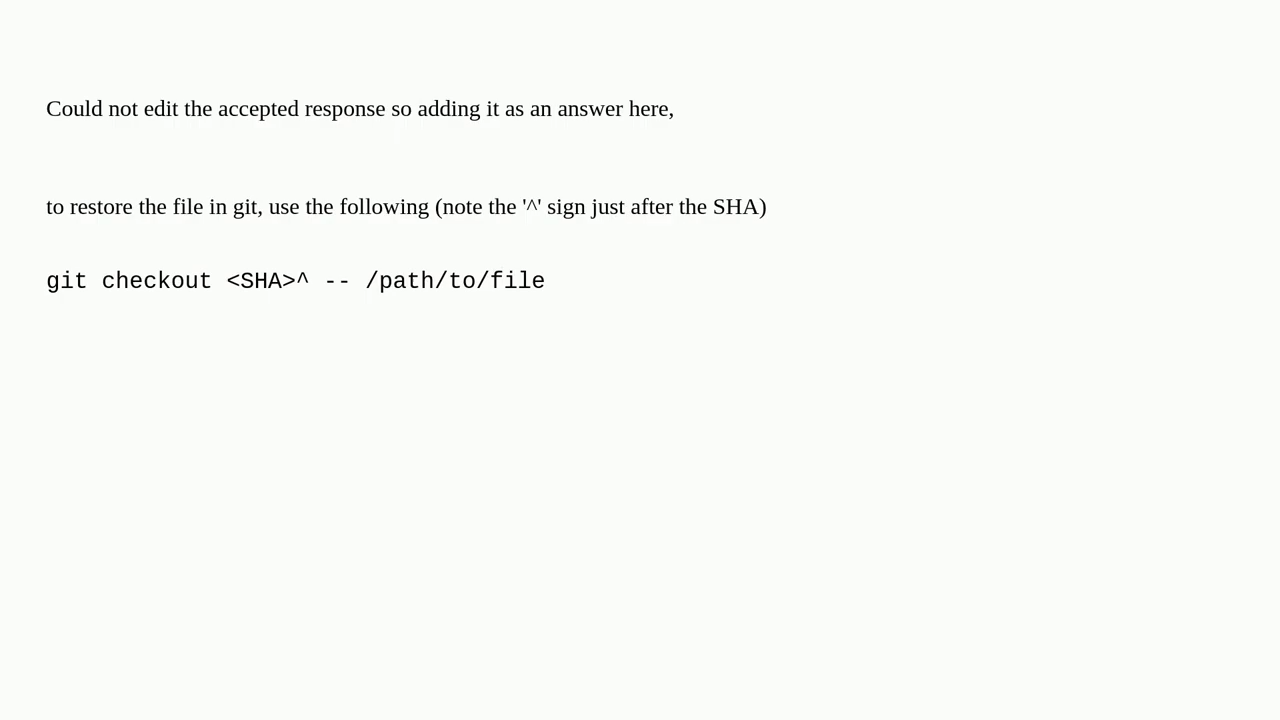 Could not edit the accepted response so adding it as an answer here,
to restore the file in git, use the following (note the '^' sign just after the SHA)
git checkout <SHA>^ -- /path/to/file